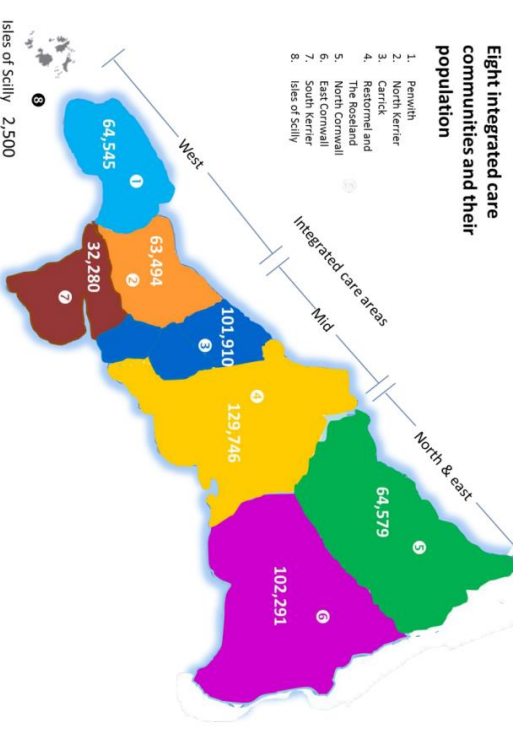 Eight integrated care
communities and their
population
1. Penwith
2. North Kerrier
3. Carrick
4. Restormel and
The Roseland
5. North Cornwall
6. East Cornwall
7. South Kerrier
8. Isles of Scilly
Integrated care areas
West
Mid
North & east
64,545
1
63,494
2
101,910
3
129,746
4
64,579
5
102,291
6
32,280
7
8
Isles of Scilly 2,500